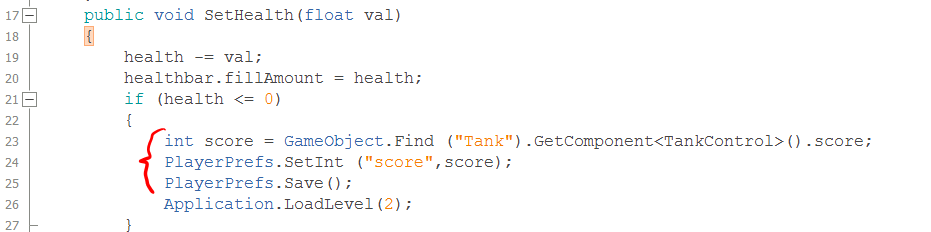 17 public void SetHealth(float val)
18 {
19 health -= val;
20 healthbar.fillAmount = health;
21 if (health <= 0)
22 {
23 int score = GameObject.Find ("Tank").GetComponent<TankControl>().score;
24 PlayerPrefs.SetInt ("score",score);
25 PlayerPrefs.Save();
26 Application.LoadLevel(2);
27 }